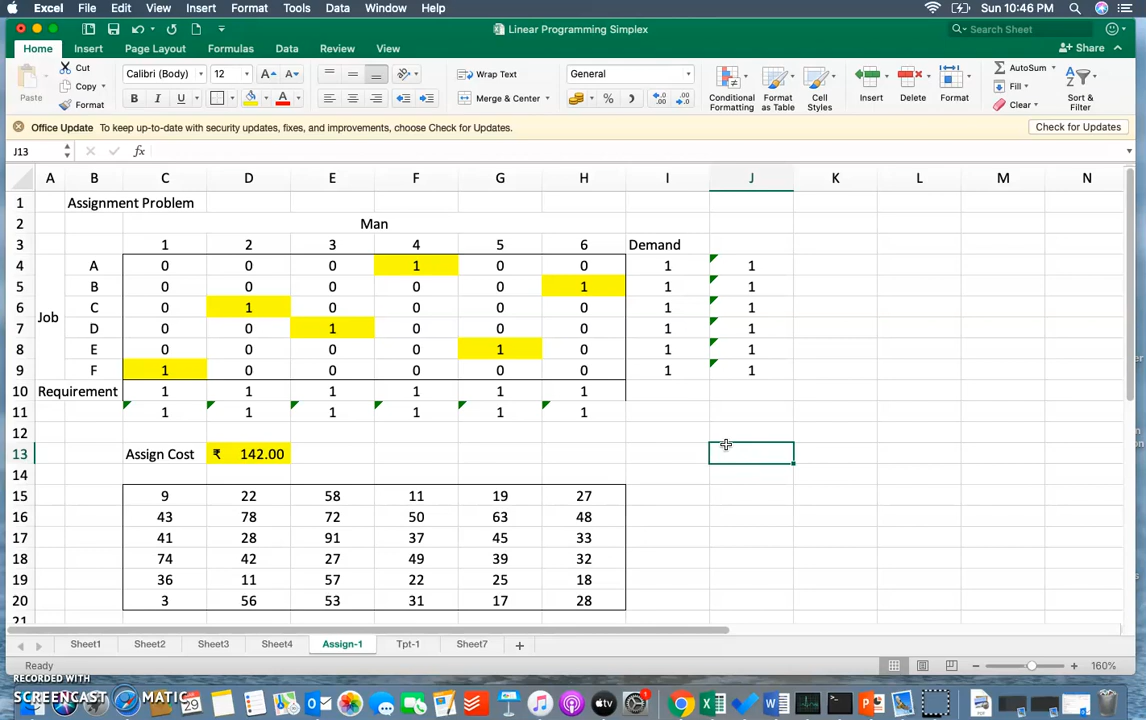 Excel File Edit View Insert Format Tools Data Window Help Sun 10:46 PM
Linear Programming Simplex Search Sheet
Home Insert Page Layout Formulas Data Review View Share
Paste Cut Copy Format Calibri (Body) 12 A A B I U A Wrap Text Merge & Center General % Conditional Formatting Format as Table Cell Styles Insert Delete Format AutoSum Fill Clear Sort & Filter
Office Update To keep up-to-date with security updates, fixes, and improvements, choose Check for Updates. Check for Updates
J13 fx
A B C D E F G H I J K L M N
1 Assignment Problem
2 Man
3 1 2 3 4 5 6 Demand
4 A 0 0 0 1 0 0 1 1
5 B 0 0 0 0 0 1 1 1
6 C 0 1 0 0 0 0 1 1
Job
7 D 0 0 1 0 0 0 1 1
8 E 0 0 0 0 1 0 1 1
9 F 1 0 0 0 0 0 1 1
10 Requirement 1 1 1 1 1 1
11 1 1 1 1 1 1
12
13 Assign Cost ₹ 142.00
14
15 9 22 58 11 19 27
16 43 78 72 50 63 48
17 41 28 91 37 45 33
18 74 42 27 49 39 32
19 36 11 57 22 25 18
20 3 56 53 31 17 28
21
Sheet1 Sheet2 Sheet3 Sheet4 Assign-1 Tpt-1 Sheet7 +
Ready 160%
RECORDED WITH
SCREENCAST MATIC